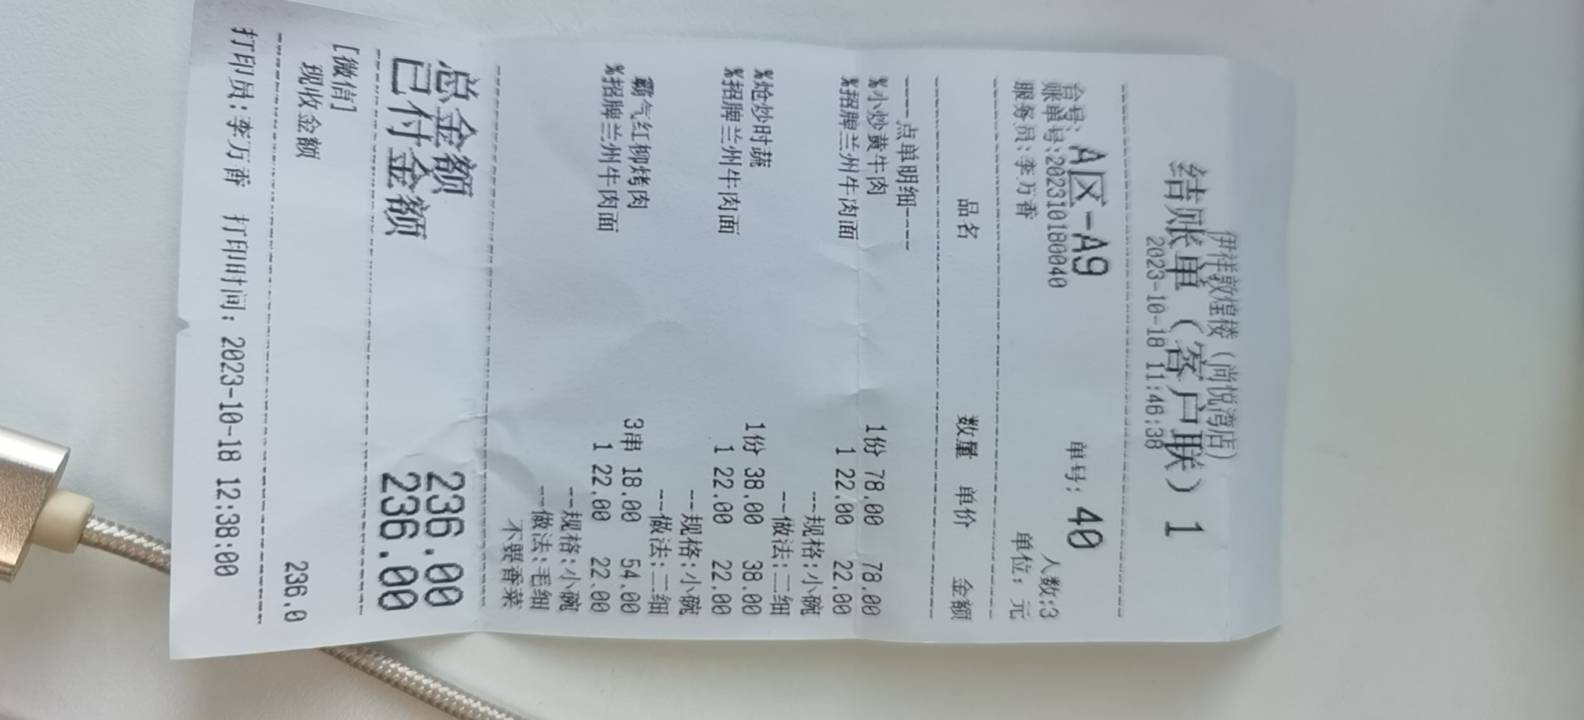 伊祥敦煌楼（尚悦湾店）
结账单（客户联）1
2023-10-18 11:46:38
单号: 40
台号: A区-A9 人数:3
账单号:202310180040
服务员:李万香 单位: 元
品名 数量 单价 金额
----点单明细----
%小炒黄牛肉 1份 78.00 78.00
%招牌兰州牛肉面 1 22.00 22.00
--规格:小碗
--做法:二细
%炝炒时蔬 1份 38.00 38.00
%招牌兰州牛肉面 1 22.00 22.00
--规格:小碗
--做法:二细
霸气红柳烤肉 3串 18.00 54.00
%招牌兰州牛肉面 1 22.00 22.00
--规格:小碗
--做法:毛细
不要香菜
总金额 236.00
已付金额 236.00
[微信]
现收金额 236.0
打印员:李万香 打印时间: 2023-10-18 12:38:00